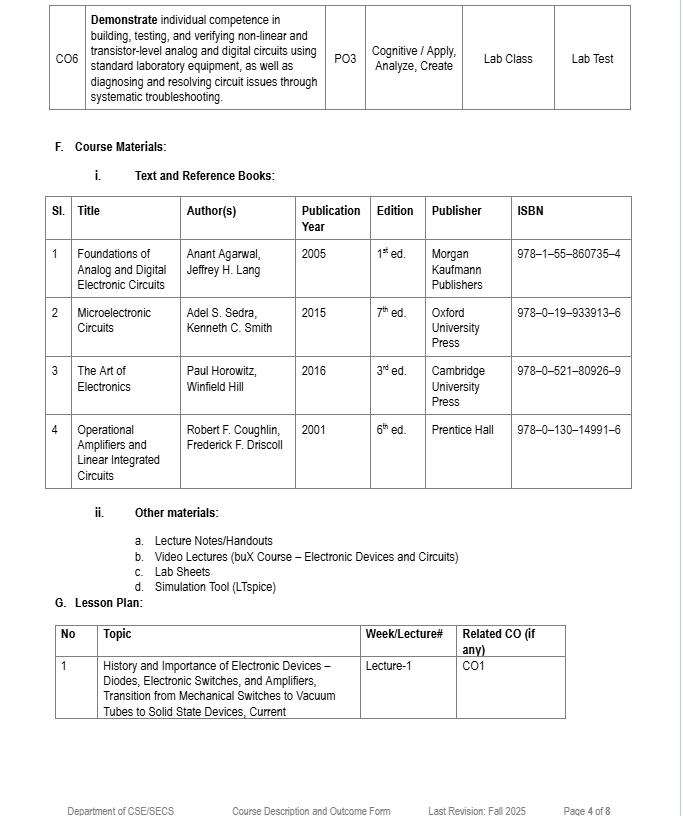 Demonstrate individual competence in
building, testing, and verifying non-linear and
transistor-level analog and digital circuits using
standard laboratory equipment, as well as
diagnosing and resolving circuit issues through
systematic troubleshooting.
CO6
PO3
Cognitive / Apply,
Analyze, Create
Lab Class
Lab Test
F. Course Materials:
i. Text and Reference Books:
Sl. Title Author(s) Publication Edition Publisher ISBN
Year
1 Foundations of Anant Agarwal, 2005 1st ed. Morgan 978–1–55–860735–4
Analog and Digital Jeffrey H. Lang Kaufmann
Electronic Circuits Publishers
2 Microelectronic Adel S. Sedra, 2015 7th ed. Oxford 978–0–19–933913–6
Circuits Kenneth C. Smith University
Press
3 The Art of Paul Horowitz, 2016 3rd ed. Cambridge 978–0–521–80926–9
Electronics Winfield Hill University
Press
4 Operational Robert F. Coughlin, 2001 6th ed. Prentice Hall 978–0–130–14991–6
Amplifiers and Frederick F. Driscoll
Linear Integrated
Circuits
ii. Other materials:
a. Lecture Notes/Handouts
b. Video Lectures (buX Course – Electronic Devices and Circuits)
c. Lab Sheets
d. Simulation Tool (LTspice)
G. Lesson Plan:
No Topic Week/Lecture# Related CO (if
any)
1 History and Importance of Electronic Devices – Lecture-1 CO1
Diodes, Electronic Switches, and Amplifiers,
Transition from Mechanical Switches to Vacuum
Tubes to Solid State Devices, Current
Department of CSE/SECS Course Description and Outcome Form Last Revision: Fall 2025 Page 4 of 8